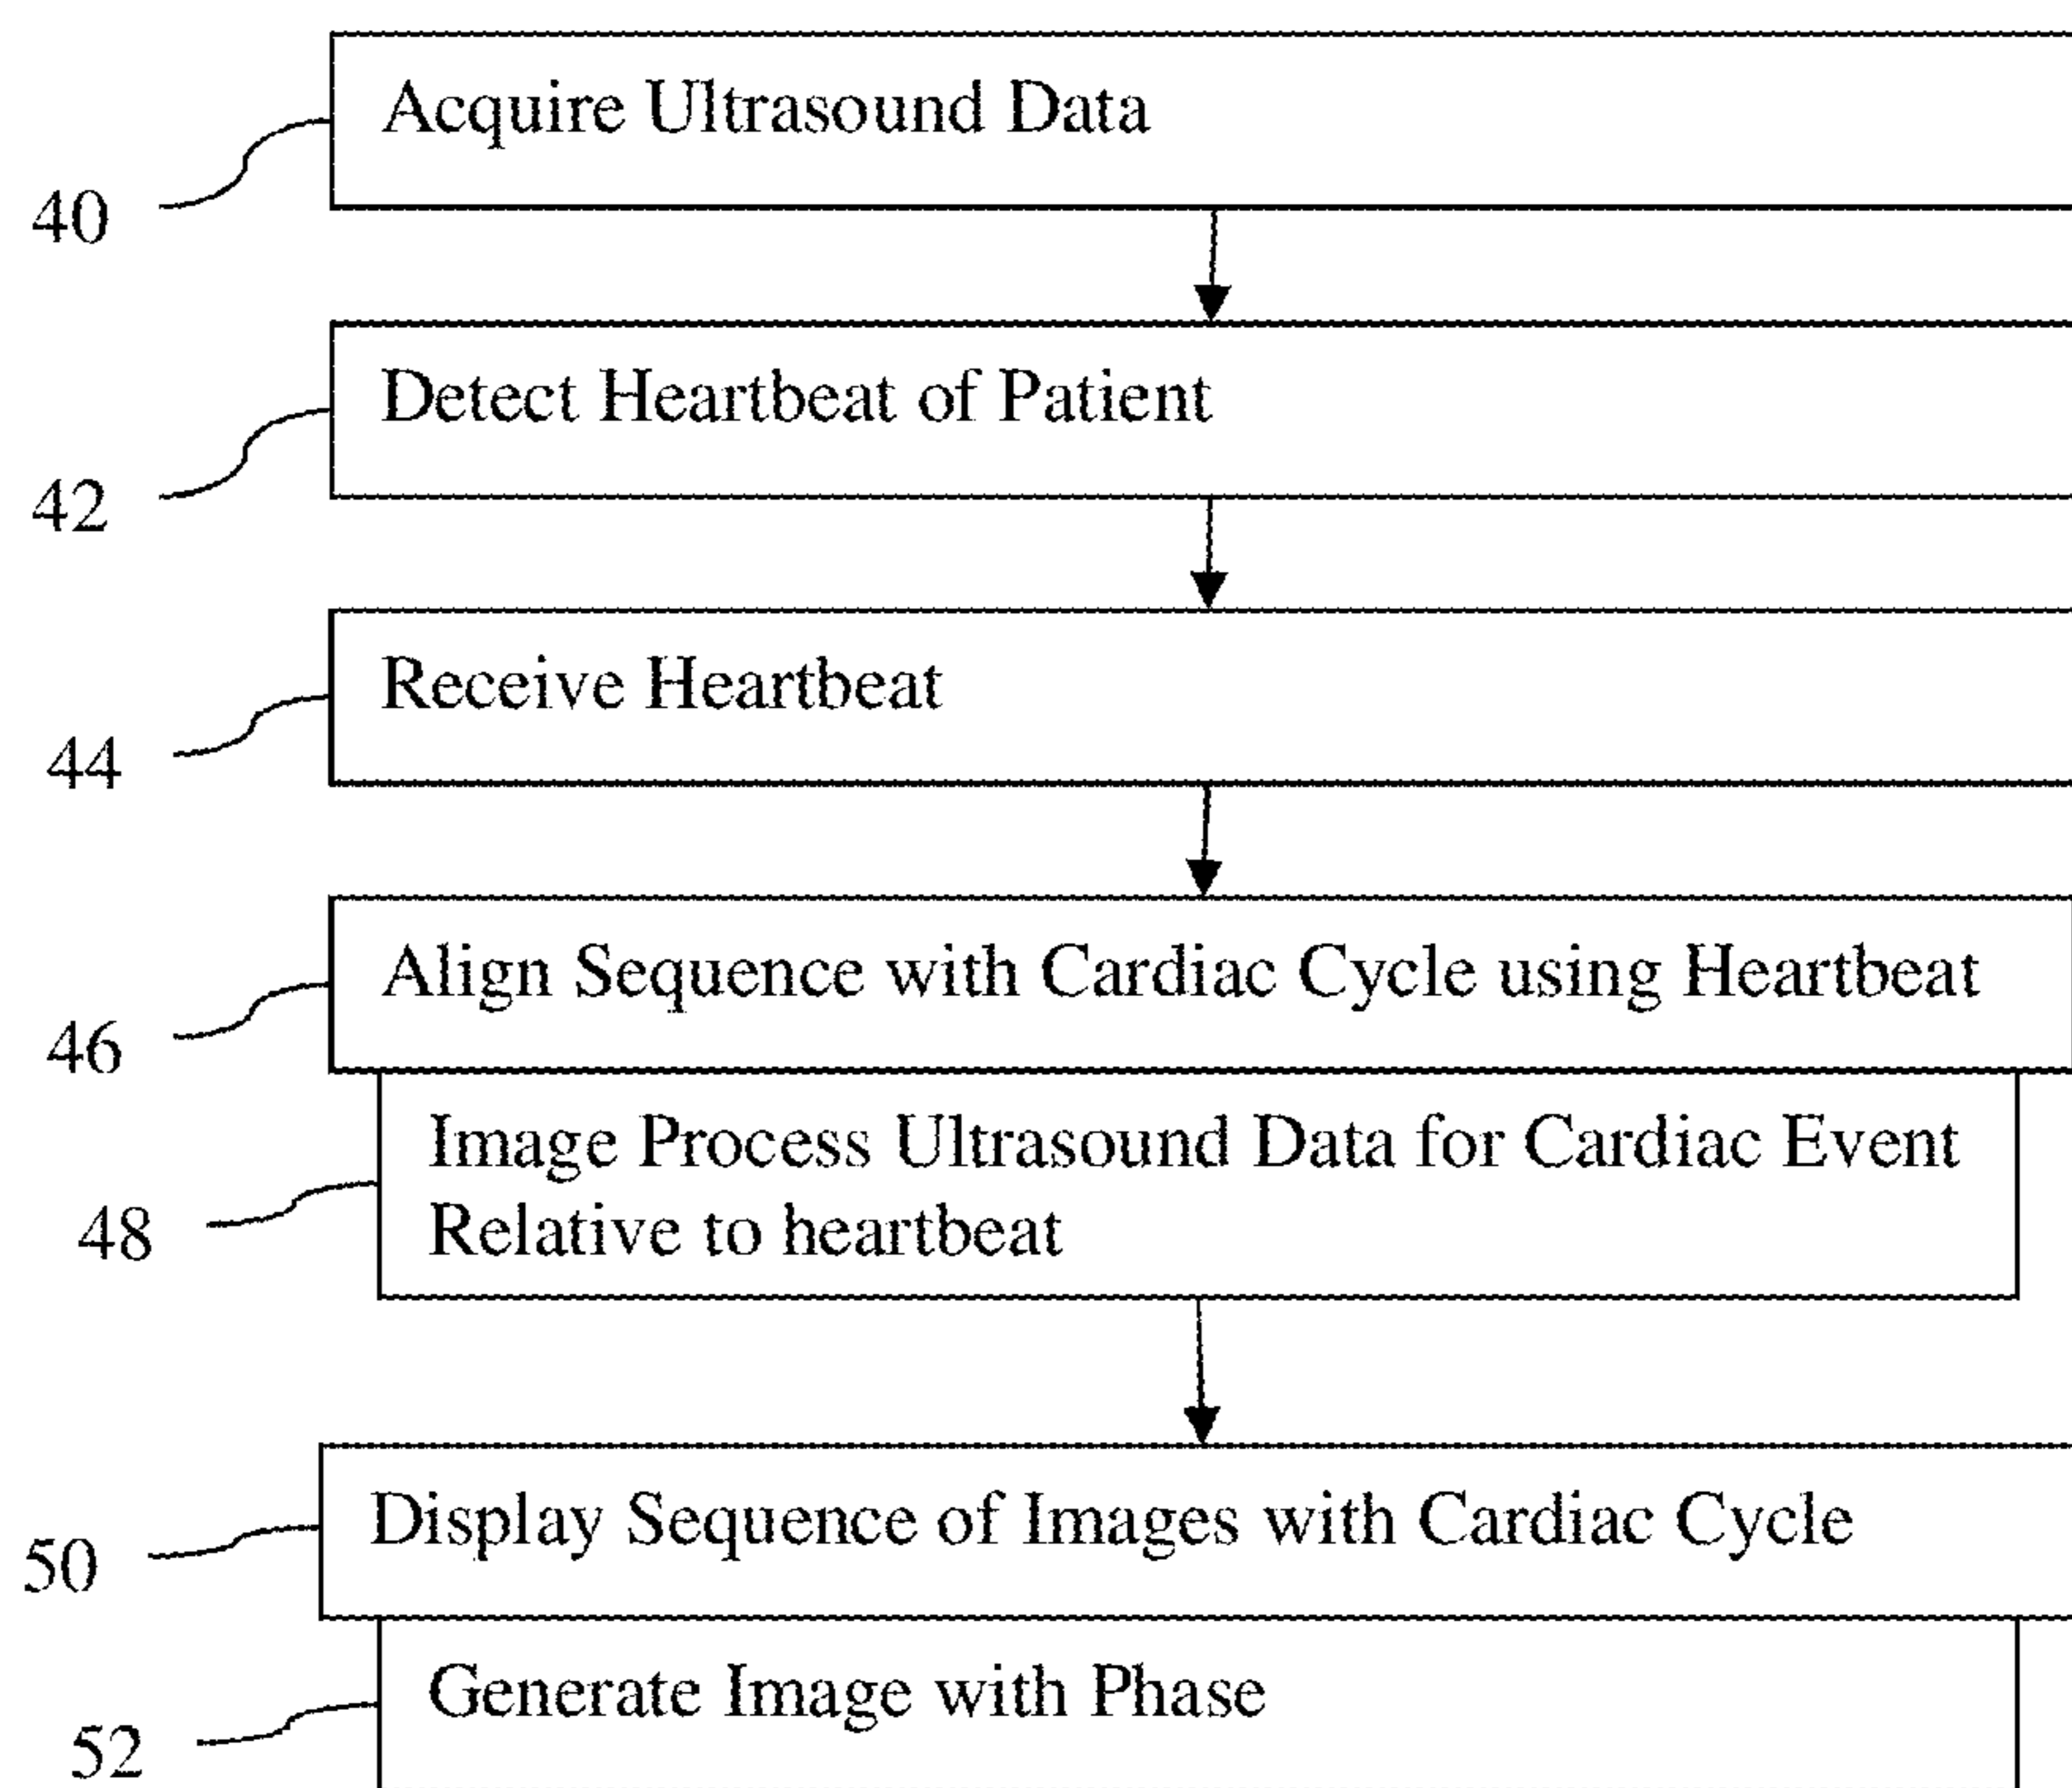 Acquire Ultrasound Data
40
Detect Heartbeat of Patient
42
Receive Heartbeat
44
Align Sequence with Cardiac Cycle using Heartbeat
46
Image Process Ultrasound Data for Cardiac Event
Relative to heartbeat
48
Display Sequence of Images with Cardiac Cycle
50
Generate Image with Phase
52